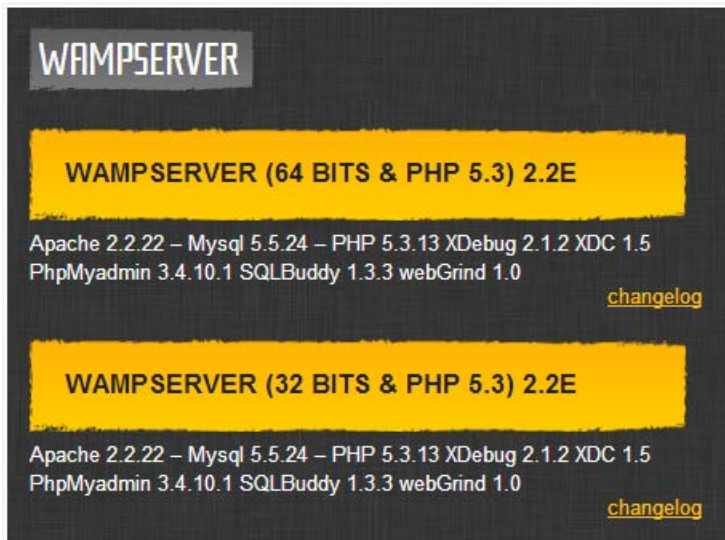 WAMPSERVER
WAMPSERVER (64 BITS & PHP 5.3) 2.2E
Apache 2.2.22 – Mysql 5.5.24 – PHP 5.3.13 XDebug 2.1.2 XDC 1.5
PhpMyadmin 3.4.10.1 SQLBuddy 1.3.3 webGrind 1.0
changelog
WAMPSERVER (32 BITS & PHP 5.3) 2.2E
Apache 2.2.22 – Mysql 5.5.24 – PHP 5.3.13 XDebug 2.1.2 XDC 1.5
PhpMyadmin 3.4.10.1 SQLBuddy 1.3.3 webGrind 1.0
changelog